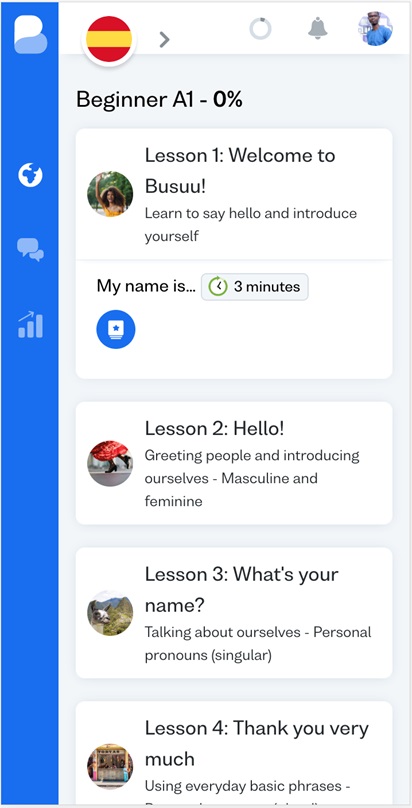 Beginner A1 - 0%
Lesson 1: Welcome to
Busuu!
Learn to say hello and introduce
yourself
My name is... 3 minutes
Lesson 2: Hello!
Greeting people and introducing
ourselves - Masculine and
feminine
Lesson 3: What's your
name?
Talking about ourselves - Personal
pronouns (singular)
Lesson 4: Thank you very
much
Using everyday basic phrases -